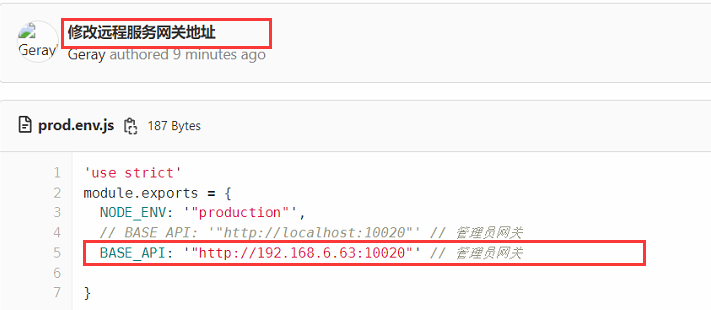 修改远程服务网关地址
Geray
Geray authored 9 minutes ago
prod.env.js 187 Bytes
1 'use strict'
2 module.exports = {
3 NODE_ENV: '"production"',
4 // BASE API: '"http://localhost:10020"' // 管理员网关
5 BASE_API: '"http://192.168.6.63:10020"' // 管理员网关
6
7 }